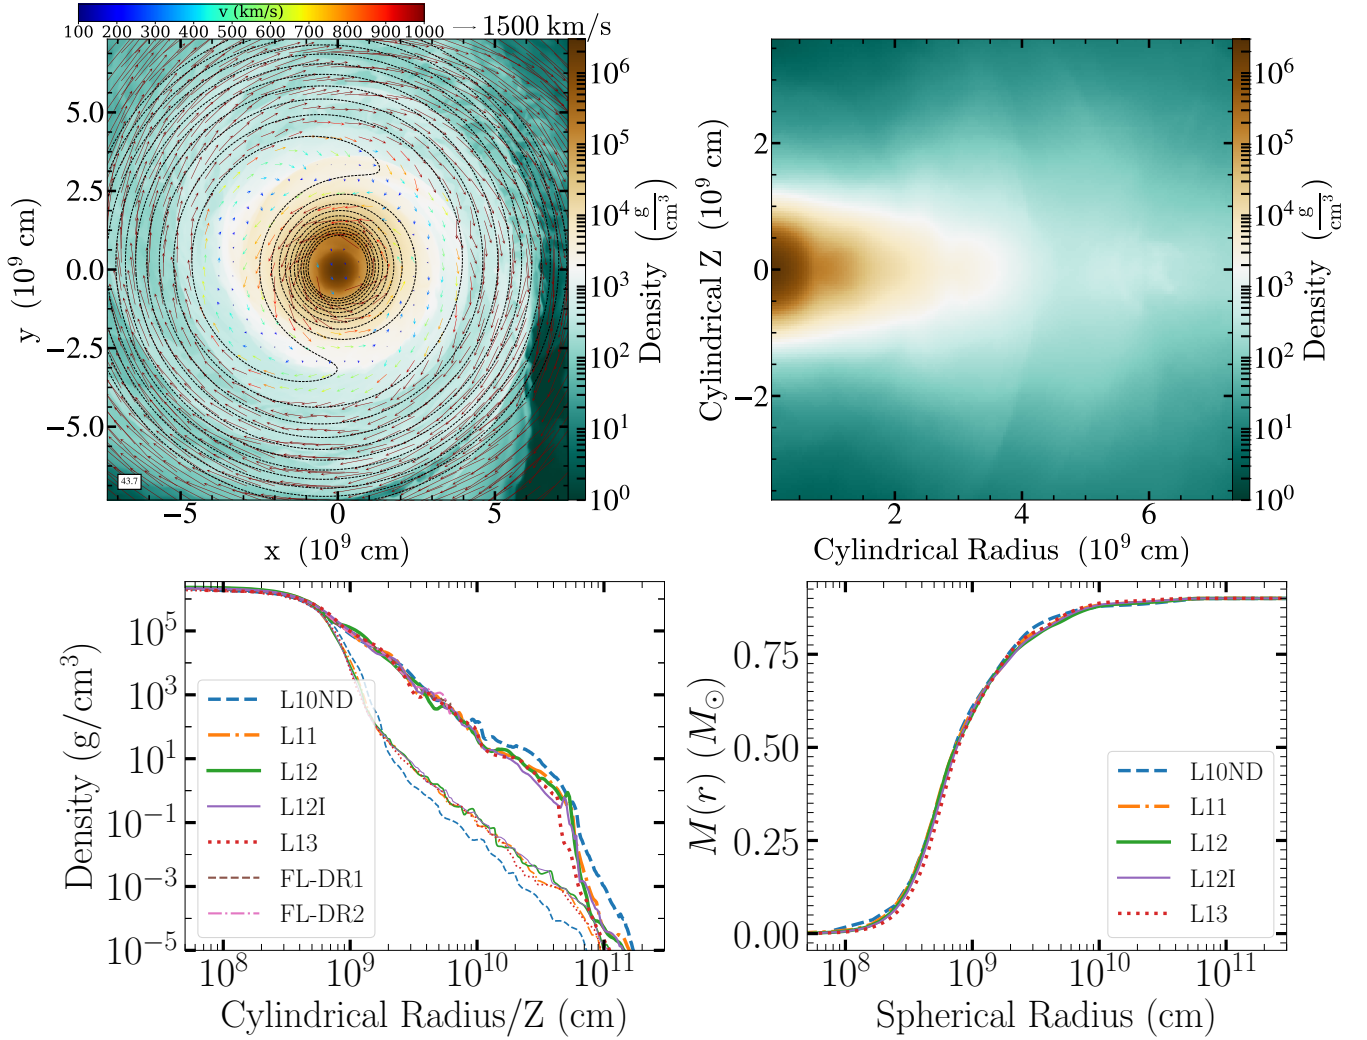 v (km/s)
100 200 300 400 500 600 700 800 900 1000
1500 km/s
5.0
2.5
0.0
−2.5
−5.0
y (10⁹ cm)
43.7
−5 0 5
x (10⁹ cm)
10⁶
10⁵
10⁴
10³
10²
10¹
10⁰
Density (g/cm³)
2
0
−2
Cylindrical Z (10⁹ cm)
2 4 6
Cylindrical Radius (10⁹ cm)
10⁶
10⁵
10⁴
10³
10²
10¹
10⁰
Density (g/cm³)
10⁵
10³
10¹
10⁻¹
10⁻³
10⁻⁵
Density (g/cm³)
L10ND
L11
L12
L12I
L13
FL-DR1
FL-DR2
10⁸ 10⁹ 10¹⁰ 10¹¹
Cylindrical Radius/Z (cm)
0.75
0.50
0.25
0.00
M(r) (M⊙)
L10ND
L11
L12
L12I
L13
10⁸ 10⁹ 10¹⁰ 10¹¹
Spherical Radius (cm)